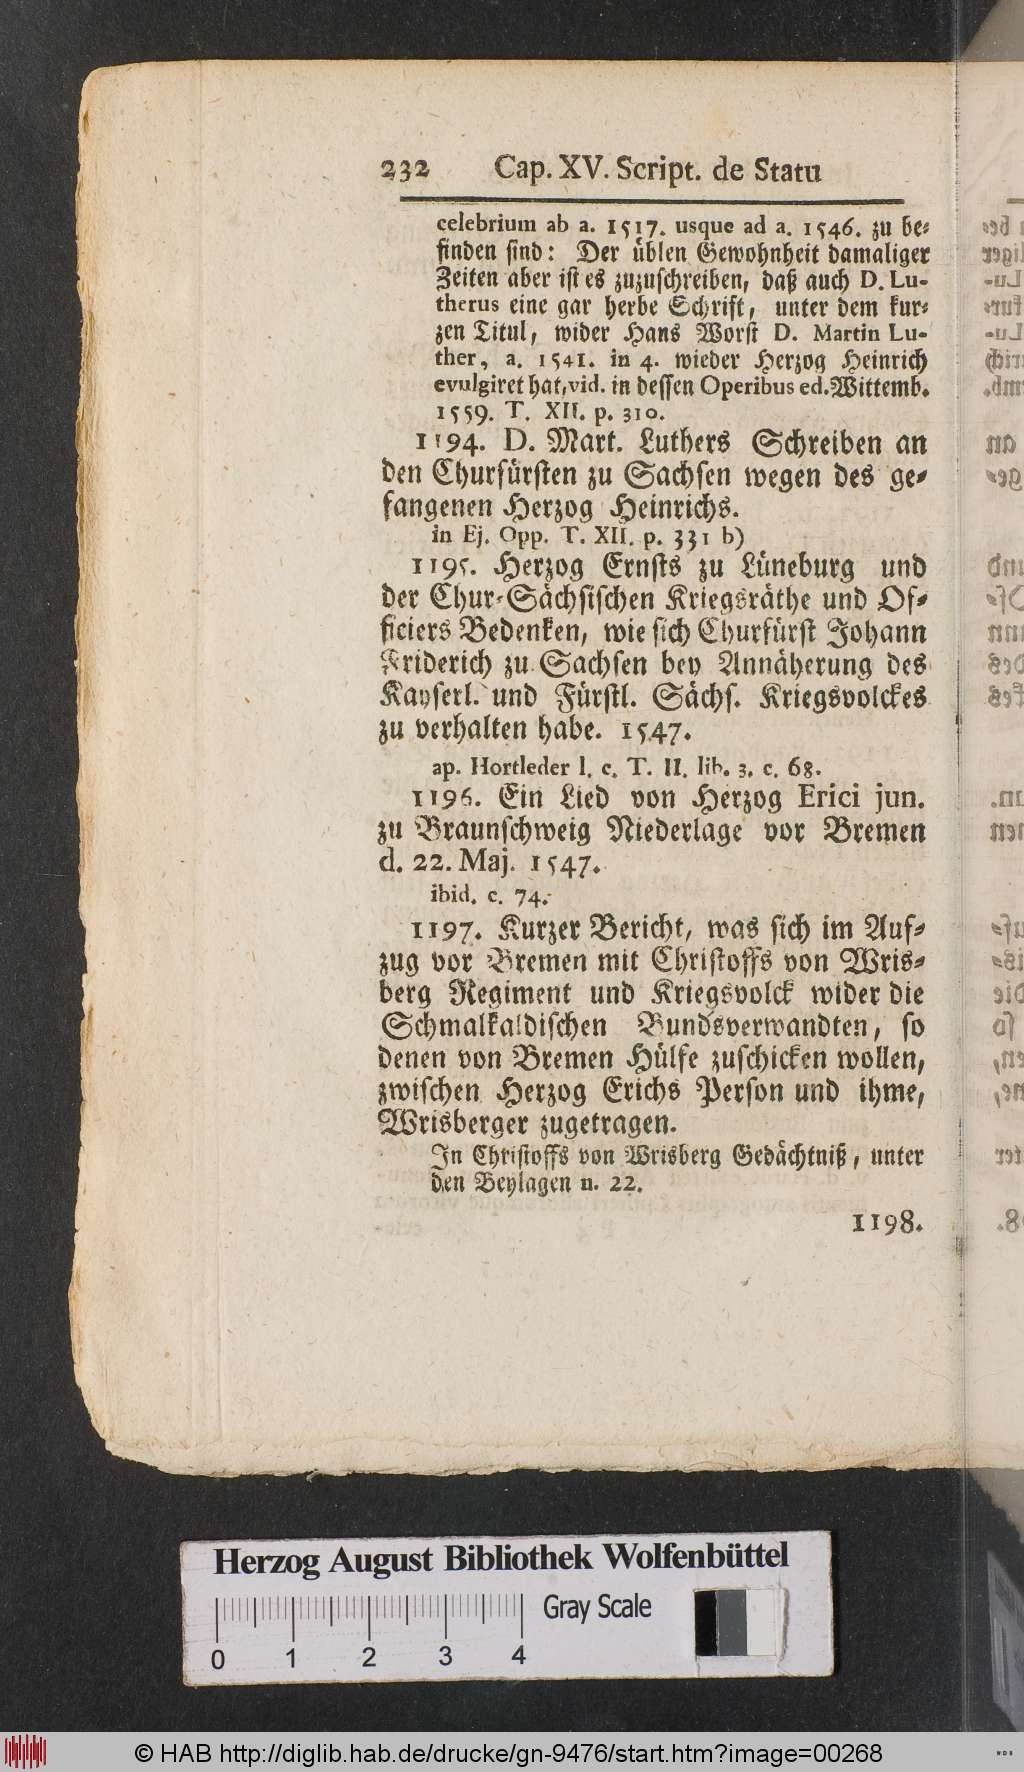 232 Cap. XV. Script. de Statu
celebrium ab a. 1517. usque ad a. 1546. zu be-
finden sind: Der üblen Gewohnheit damaliger
Zeiten aber ist es zuzuschreiben, daß auch D. Lu-
therus eine gar herbe Schrift, unter dem kur-
zen Titul, wider Hans Worst D. Martin Lu-
ther, a. 1541. in 4. wieder Herzog Heinrich
evulgiret hat, vid. in dessen Operibus ed. Wittemb.
1559. T. XII. p. 310.
1194. D. Mart. Luthers Schreiben an
den Churfürsten zu Sachsen wegen des ge-
fangenen Herzog Heinrichs.
in Ej. Opp. T. XII. p. 331 b)
1195. Herzog Ernsts zu Lüneburg und
der Chur-Sächsischen Kriegsräthe und Of-
ficiers Bedenken, wie sich Churfürst Johann
Friderich zu Sachsen bey Annäherung des
Kayserl. und Fürstl. Sächs. Kriegsvolckes
zu verhalten habe. 1547.
ap. Hortleder l. c. T. II. lib. 3. c. 68.
1196. Ein Lied von Herzog Erici jun.
zu Braunschweig Niederlage vor Bremen
d. 22. Maj. 1547.
ibid. c. 74.
1197. Kurzer Bericht, was sich im Auf-
zug vor Bremen mit Christoffs von Wris-
berg Regiment und Kriegsvolck wider die
Schmalkaldischen Bundsverwandten, so
denen von Bremen Hülfe zuschicken wollen,
zwischen Herzog Erichs Person und ihme,
Wrisberger zugetragen.
In Christoffs von Wrisberg Gedächtniß, unter
den Beylagen n. 22.
1198.
Herzog August Bibliothek Wolfenbüttel
Gray Scale
0 1 2 3 4
© HAB http://diglib.hab.de/drucke/gn-9476/start.htm?image=00268